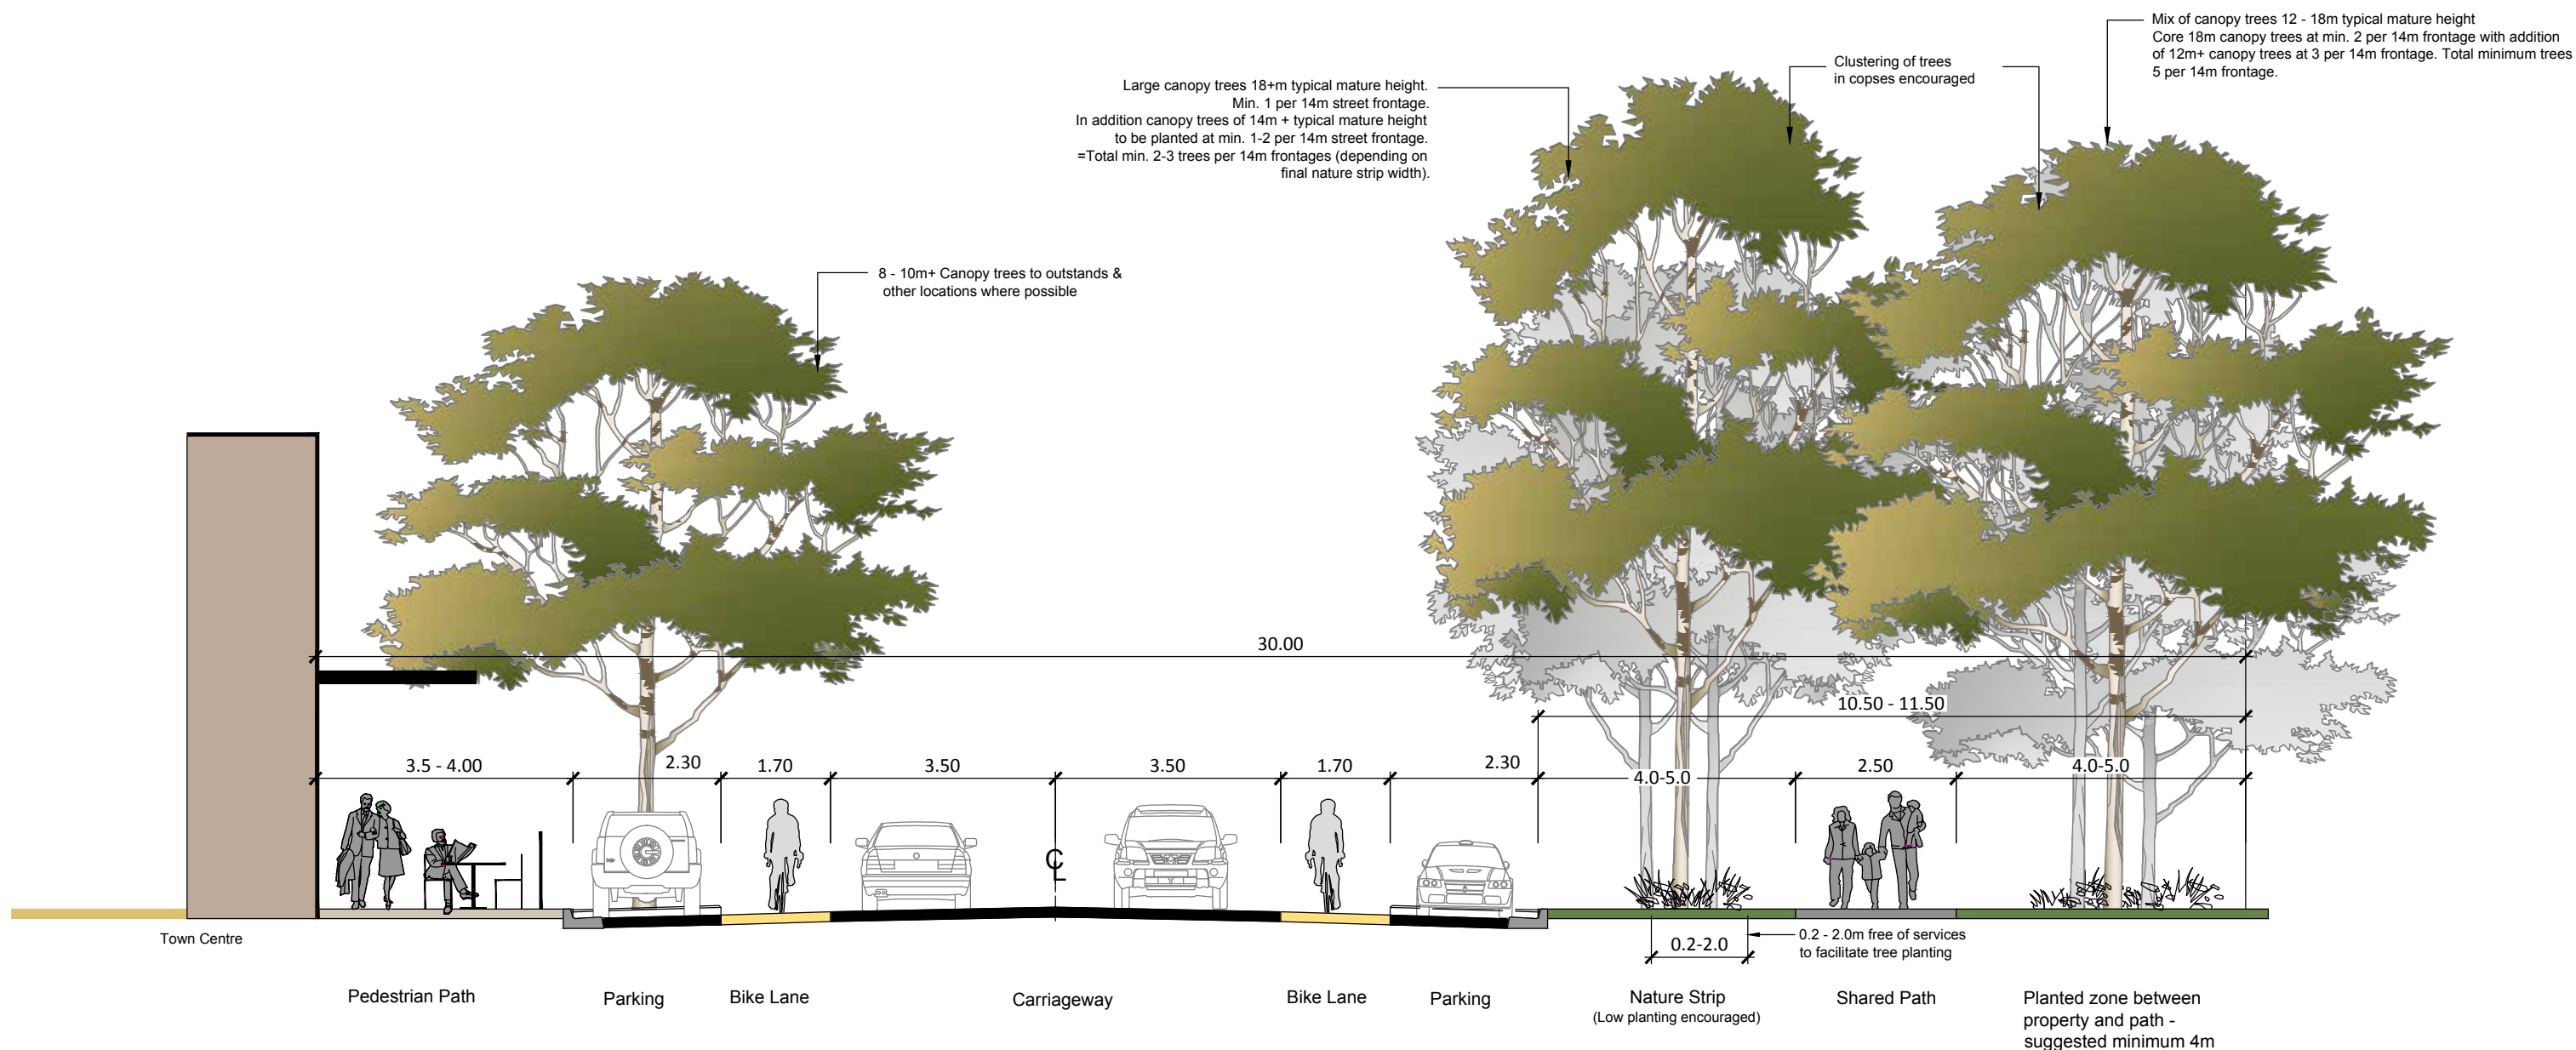 Mix of canopy trees 12 - 18m typical mature height
Core 18m canopy trees at min. 2 per 14m frontage with addition
of 12m+ canopy trees at 3 per 14m frontage. Total minimum trees
5 per 14m frontage.
Clustering of trees
in copses encouraged
Large canopy trees 18+m typical mature height.
Min. 1 per 14m street frontage.
In addition canopy trees of 14m + typical mature height
to be planted at min. 1-2 per 14m street frontage.
=Total min. 2-3 trees per 14m frontages (depending on
final nature strip width).
8 - 10m+ Canopy trees to outstands &
other locations where possible
30.00
10.50 - 11.50
3.5 - 4.00
2.30
1.70
3.50
3.50
1.70
2.30
4.0-5.0
2.50
4.0-5.0
CL
Town Centre
0.2-2.0
0.2 - 2.0m free of services
to facilitate tree planting
Pedestrian Path
Parking
Bike Lane
Carriageway
Bike Lane
Parking
Nature Strip
(Low planting encouraged)
Shared Path
Planted zone between
property and path -
suggested minimum 4m